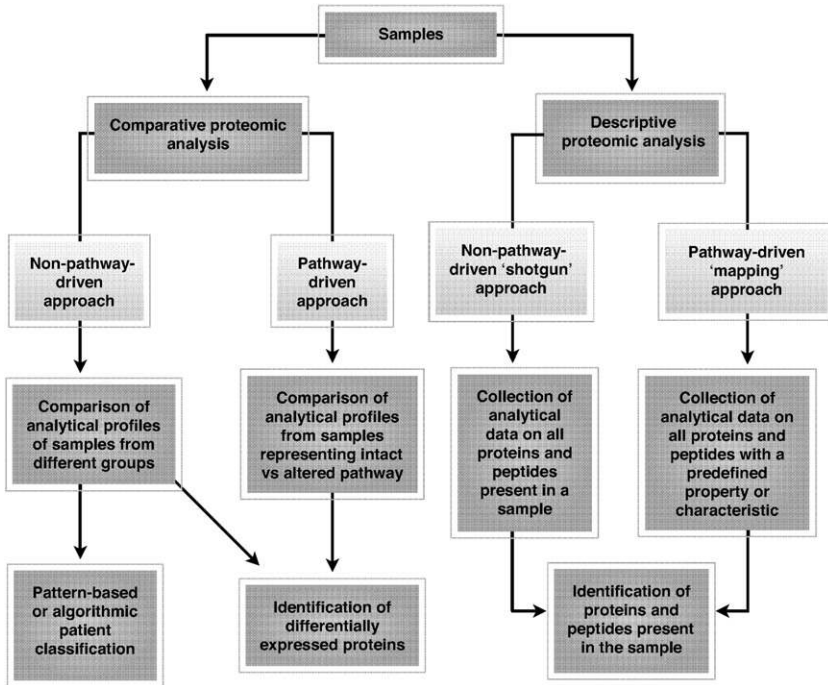 Samples
Comparative proteomic
analysis
Descriptive
proteomic analysis
Non-pathway-
driven
approach
Pathway-
driven
approach
Non-pathway-
driven ‘shotgun’
approach
Pathway-driven
‘mapping’
approach
Comparison of
analytical profiles
of samples from
different groups
Comparison of
analytical profiles
from samples
representing intact
vs altered pathway
Collection of
analytical
data on all
proteins and
peptides
present in a
sample
Collection of
analytical data on
all proteins and
peptides with a
predefined
property or
characteristic
Pattern-based
or algorithmic
patient
classification
Identification of
differentially
expressed proteins
Identification of
proteins and
peptides present
in the sample